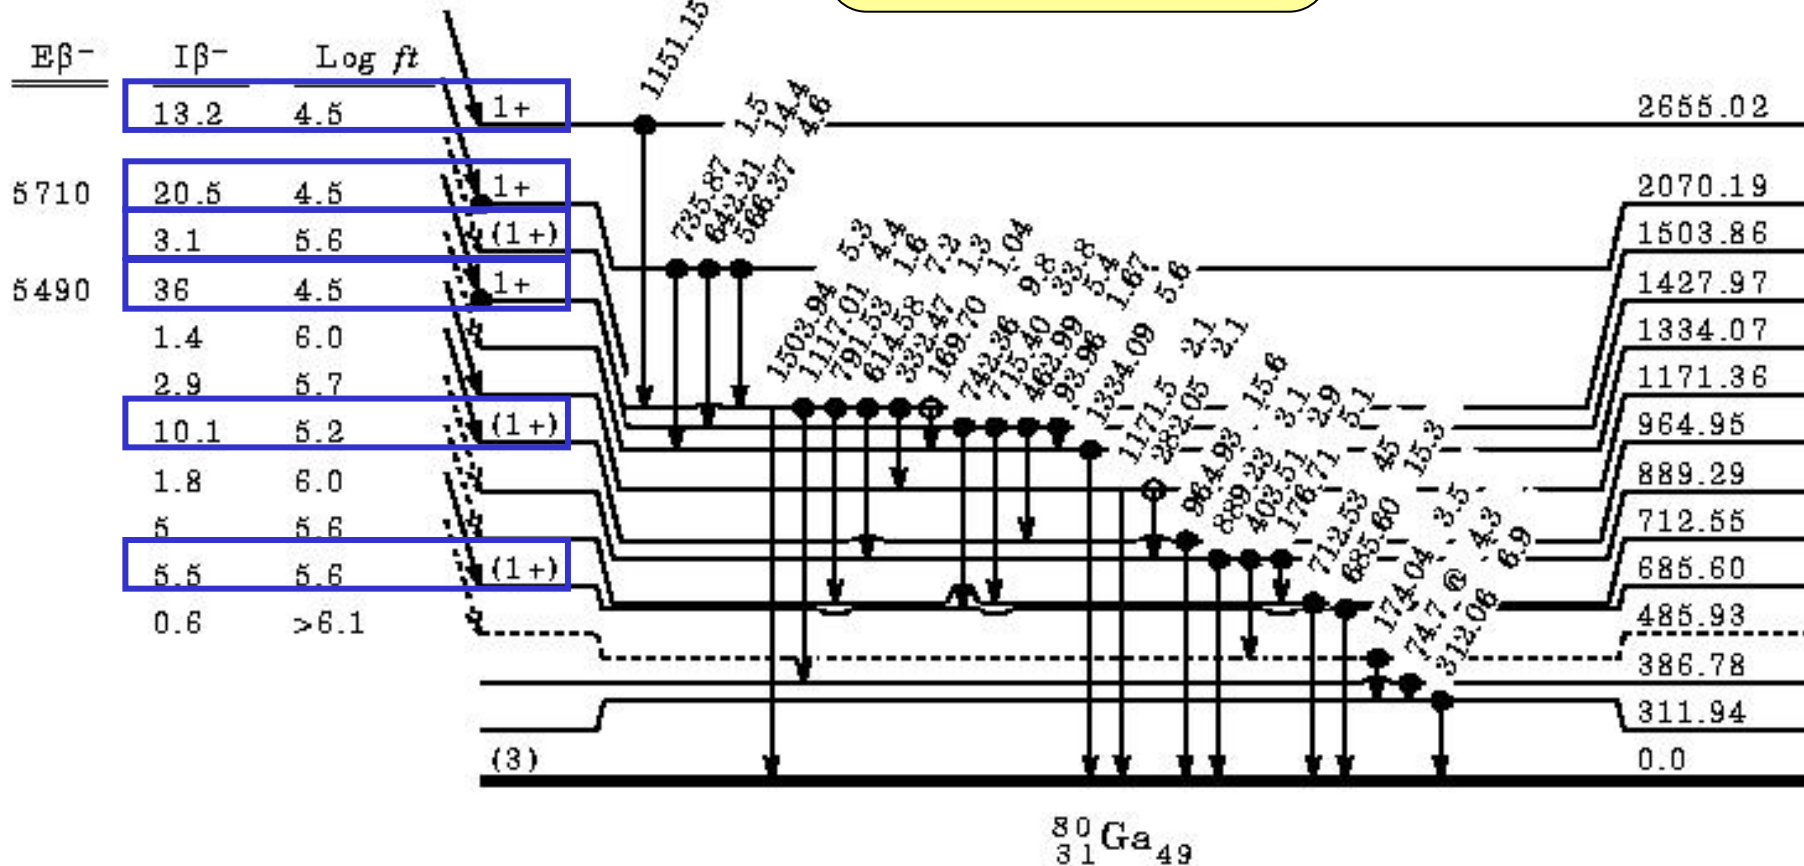 Eβ⁻ Iβ⁻ Log ft
13.2 4.5 1+ 2655.02
5710 20.5 4.5 1+ 2070.19
3.1 5.6 (1+) 1503.86
5490 36 4.5 1+ 1427.97
1.4 6.0 1334.07
2.9 5.7 1171.36
10.1 5.2 (1+) 964.95
1.8 6.0 889.29
5 5.6 712.55
5.5 5.6 (1+) 685.60
0.6 >6.1 485.93
386.78
311.94
(3) 0.0
1151.15
735.87 1.5
642.21 14.4
566.37 4.6
1503.94 5.3
1117.01 4.4
791.53 1.6
614.58 7.2
332.47 1.3
169.70 1.04
742.36 9.8
715.40 33.8
462.99 5.4
93.96 1.67
1334.09 5.6
1171.5 2.1
282.05 2.1
964.93 15.6
889.23 3.1
403.51 2.9
176.71 5.1
712.53 45
685.60 15.3
174.04 3.5
74.7 @ 4.3
312.06 6.9
⁸⁰₃₁Ga₄₉